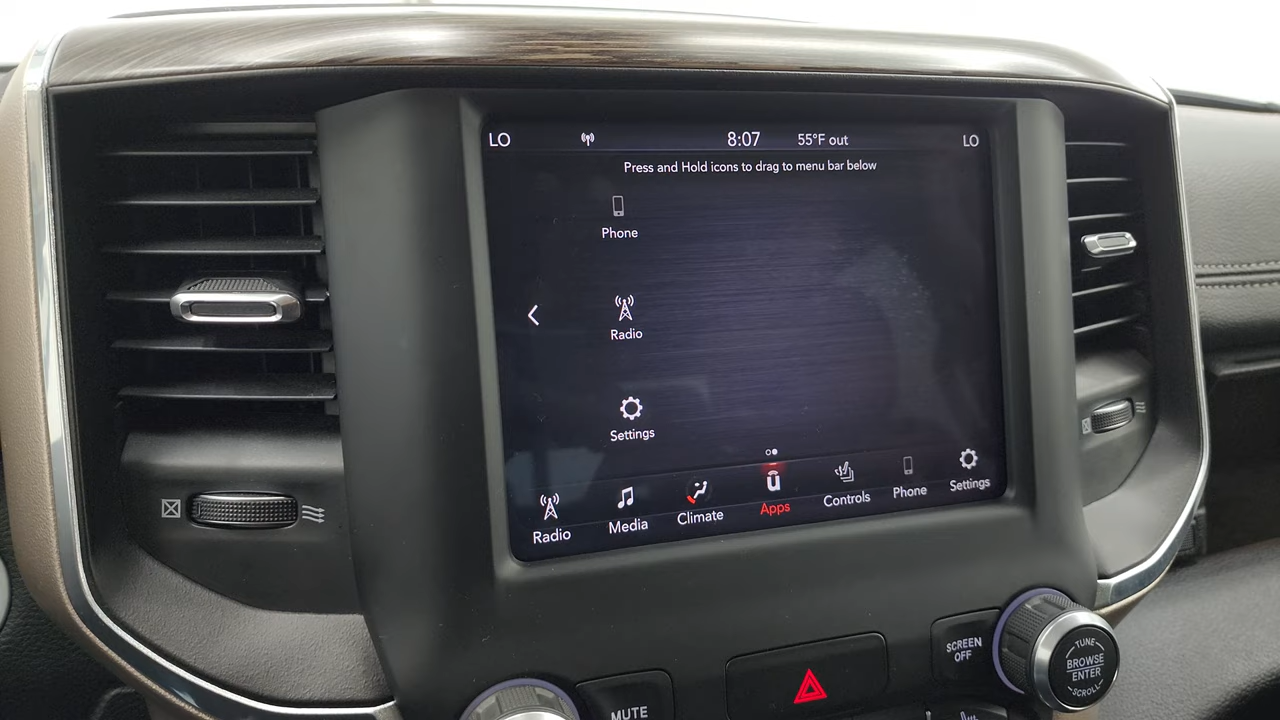 LO 8:07 55°F out LO
Press and Hold icons to drag to menu bar below
Phone
Radio
Settings
Radio Media Climate Apps Controls Phone Settings
SCREEN
OFF
TUNE
BROWSE
ENTER
SCROLL
MUTE